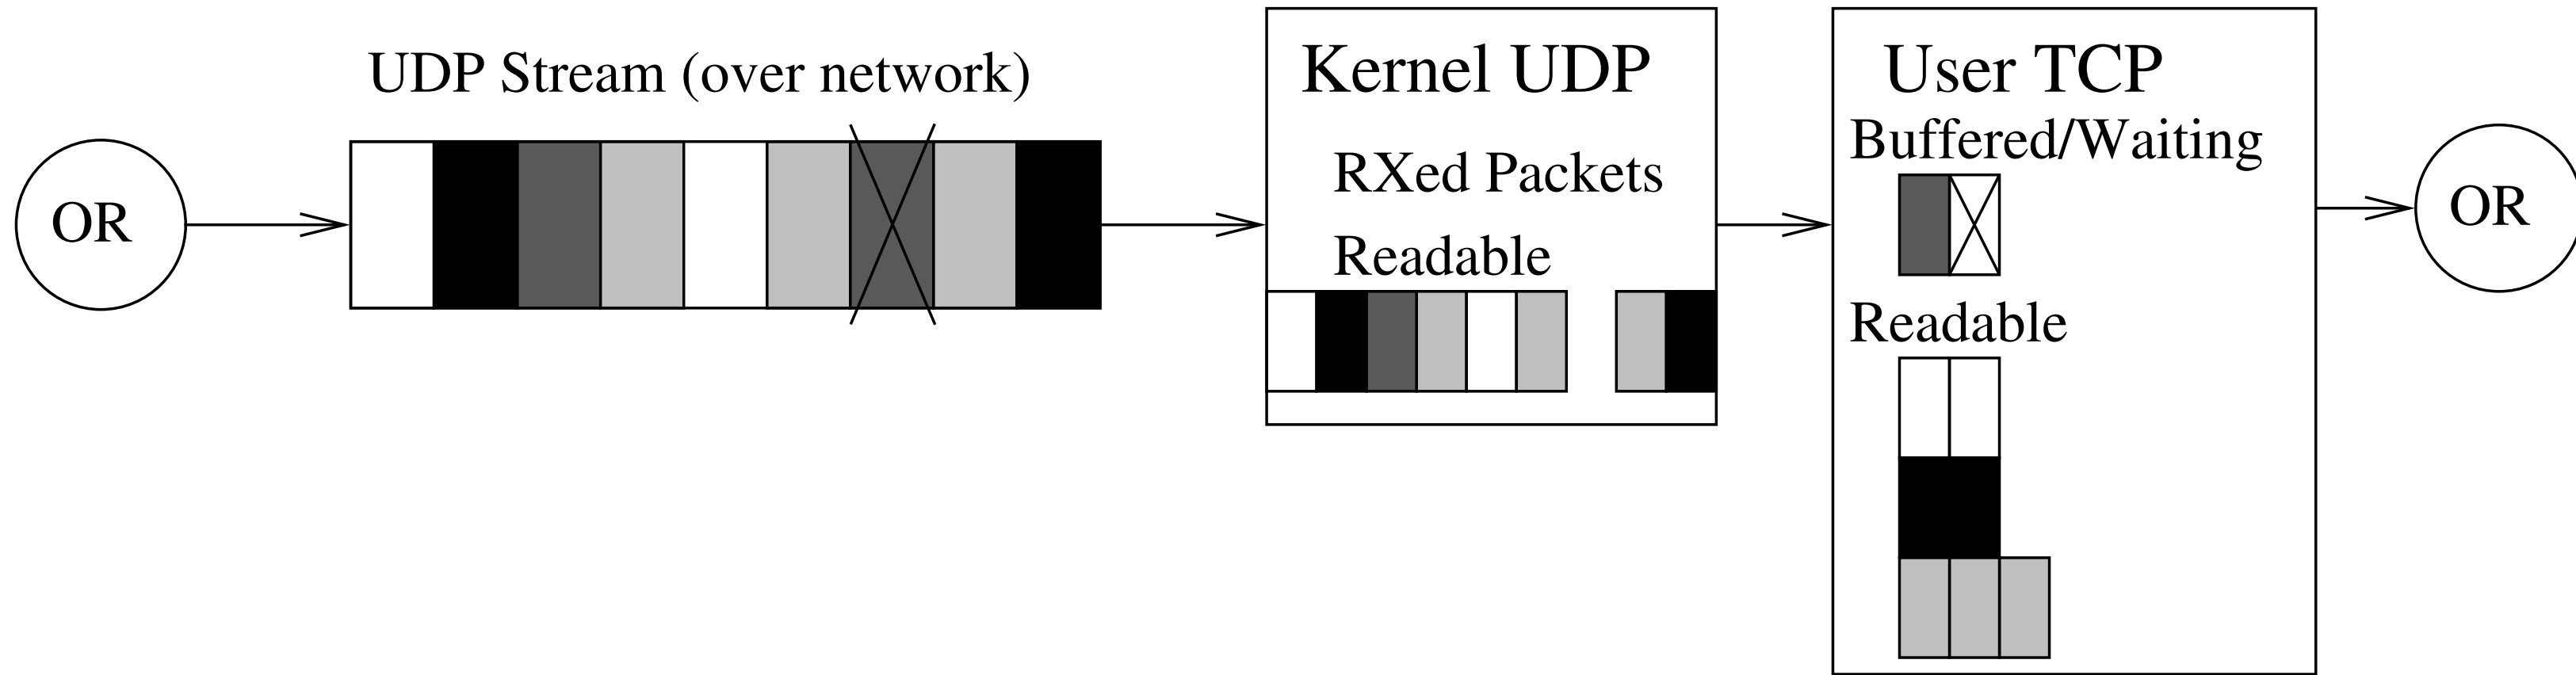 OR
UDP Stream (over network)
Kernel UDP
RXed Packets
Readable
User TCP
Buffered/Waiting
Readable
OR